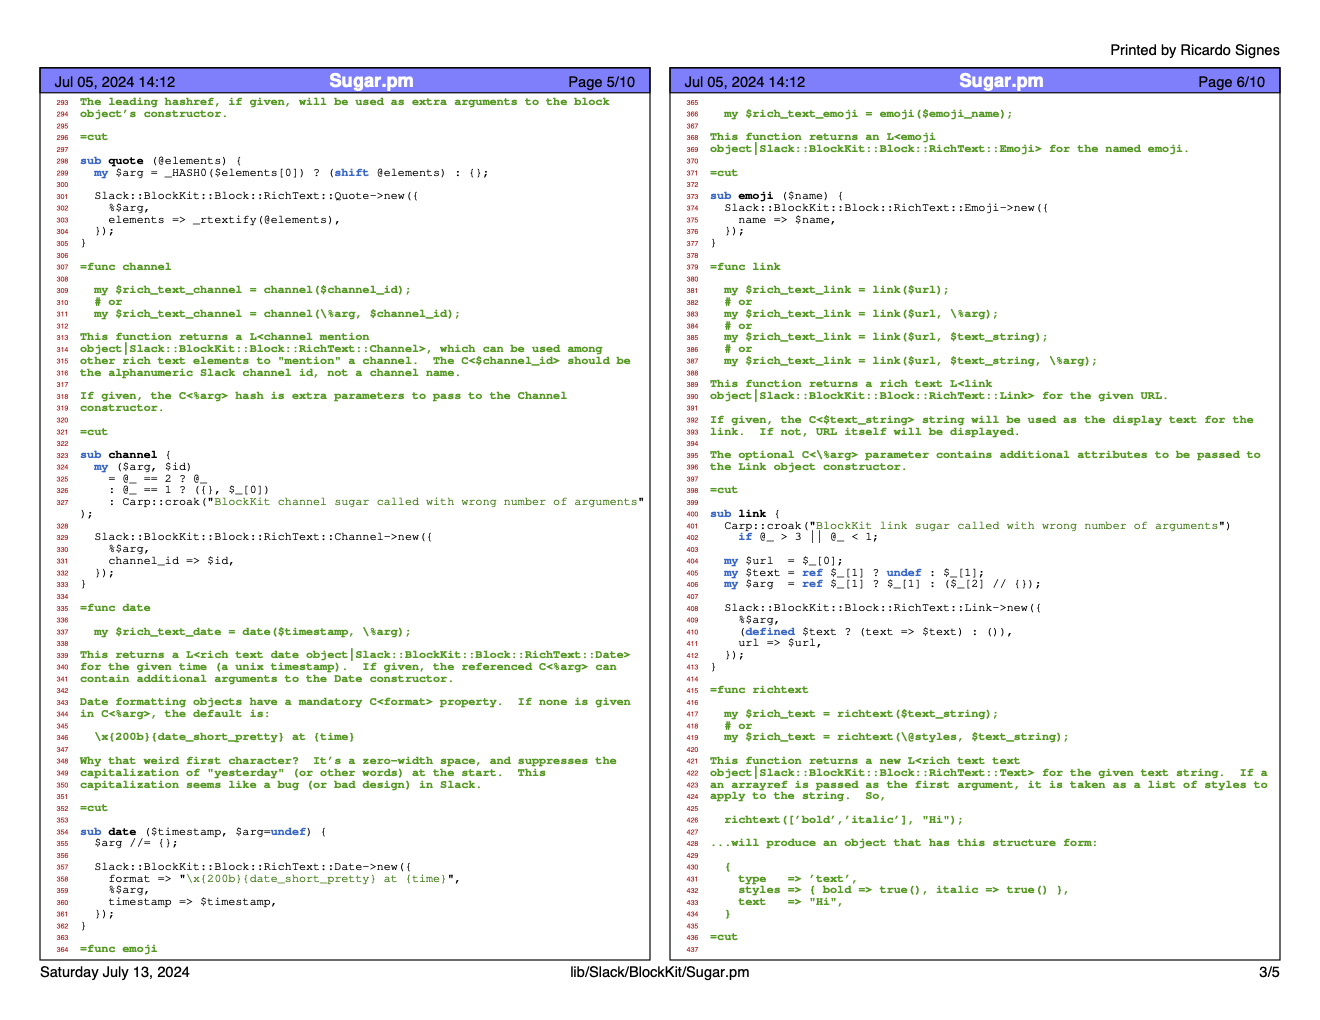 Printed by Ricardo Signes
Jul 05, 2024 14:12 Sugar.pm Page 5/10
293 The leading hashref, if given, will be used as extra arguments to the block
294 object's constructor.
295
296 =cut
297
298 sub quote (@elements) {
299   my $arg = _HASH0($elements[0]) ? (shift @elements) : {};
300
301   Slack::BlockKit::Block::RichText::Quote->new({
302     %$arg,
303     elements => _rtextify(@elements),
304   });
305 }
306
307 =func channel
308
309   my $rich_text_channel = channel($channel_id);
310   # or
311   my $rich_text_channel = channel(\%arg, $channel_id);
312
313 This function returns a L<channel mention
314 object|Slack::BlockKit::Block::RichText::Channel>, which can be used among
315 other rich text elements to "mention" a channel.  The C<$channel_id> should be
316 the alphanumeric Slack channel id, not a channel name.
317
318 If given, the C<%arg> hash is extra parameters to pass to the Channel
319 constructor.
320
321 =cut
322
323 sub channel {
324   my ($arg, $id)
325     = @_ == 2 ? @_
326     : @_ == 1 ? ({}, $_[0])
327     : Carp::croak("BlockKit channel sugar called with wrong number of arguments"
);
328
329   Slack::BlockKit::Block::RichText::Channel->new({
330     %$arg,
331     channel_id => $id,
332   });
333 }
334
335 =func date
336
337   my $rich_text_date = date($timestamp, \%arg);
338
339 This returns a L<rich text date object|Slack::BlockKit::Block::RichText::Date>
340 for the given time (a unix timestamp).  If given, the referenced C<%arg> can
341 contain additional arguments to the Date constructor.
342
343 Date formatting objects have a mandatory C<format> property.  If none is given
344 in C<%arg>, the default is:
345
346   \x{200b}{date_short_pretty} at {time}
347
348 Why that weird first character?  It's a zero-width space, and suppresses the
349 capitalization of "yesterday" (or other words) at the start.  This
350 capitalization seems like a bug (or bad design) in Slack.
351
352 =cut
353
354 sub date ($timestamp, $arg=undef) {
355   $arg //= {};
356
357   Slack::BlockKit::Block::RichText::Date->new({
358     format => "\x{200b}{date_short_pretty} at {time}",
359     %$arg,
360     timestamp => $timestamp,
361   });
362 }
363
364 =func emoji
Jul 05, 2024 14:12 Sugar.pm Page 6/10
365
366   my $rich_text_emoji = emoji($emoji_name);
367
368 This function returns an L<emoji
369 object|Slack::BlockKit::Block::RichText::Emoji> for the named emoji.
370
371 =cut
372
373 sub emoji ($name) {
374   Slack::BlockKit::Block::RichText::Emoji->new({
375     name => $name,
376   });
377 }
378
379 =func link
380
381   my $rich_text_link = link($url);
382   # or
383   my $rich_text_link = link($url, \%arg);
384   # or
385   my $rich_text_link = link($url, $text_string);
386   # or
387   my $rich_text_link = link($url, $text_string, \%arg);
388
389 This function returns a rich text L<link
390 object|Slack::BlockKit::Block::RichText::Link> for the given URL.
391
392 If given, the C<$text_string> string will be used as the display text for the
393 link.  If not, URL itself will be displayed.
394
395 The optional C<\%arg> parameter contains additional attributes to be passed to
396 the Link object constructor.
397
398 =cut
399
400 sub link {
401   Carp::croak("BlockKit link sugar called with wrong number of arguments")
402     if @_ > 3 || @_ < 1;
403
404   my $url  = $_[0];
405   my $text = ref $_[1] ? undef : $_[1];
406   my $arg  = ref $_[1] ? $_[1] : ($_[2] // {});
407
408   Slack::BlockKit::Block::RichText::Link->new({
409     %$arg,
410     (defined $text ? (text => $text) : ()),
411     url => $url,
412   });
413 }
414
415 =func richtext
416
417   my $rich_text = richtext($text_string);
418   # or
419   my $rich_text = richtext(\@styles, $text_string);
420
421 This function returns a new L<rich text text
422 object|Slack::BlockKit::Block::RichText::Text> for the given text string.  If a
423 an arrayref is passed as the first argument, it is taken as a list of styles to
424 apply to the string.  So,
425
426   richtext(['bold','italic'], "Hi");
427
428 ...will produce an object that has this structure form:
429
430   {
431     type   => 'text',
432     styles => { bold => true(), italic => true() },
433     text   => "Hi",
434   }
435
436 =cut
437
Saturday July 13, 2024 lib/Slack/BlockKit/Sugar.pm 3/5